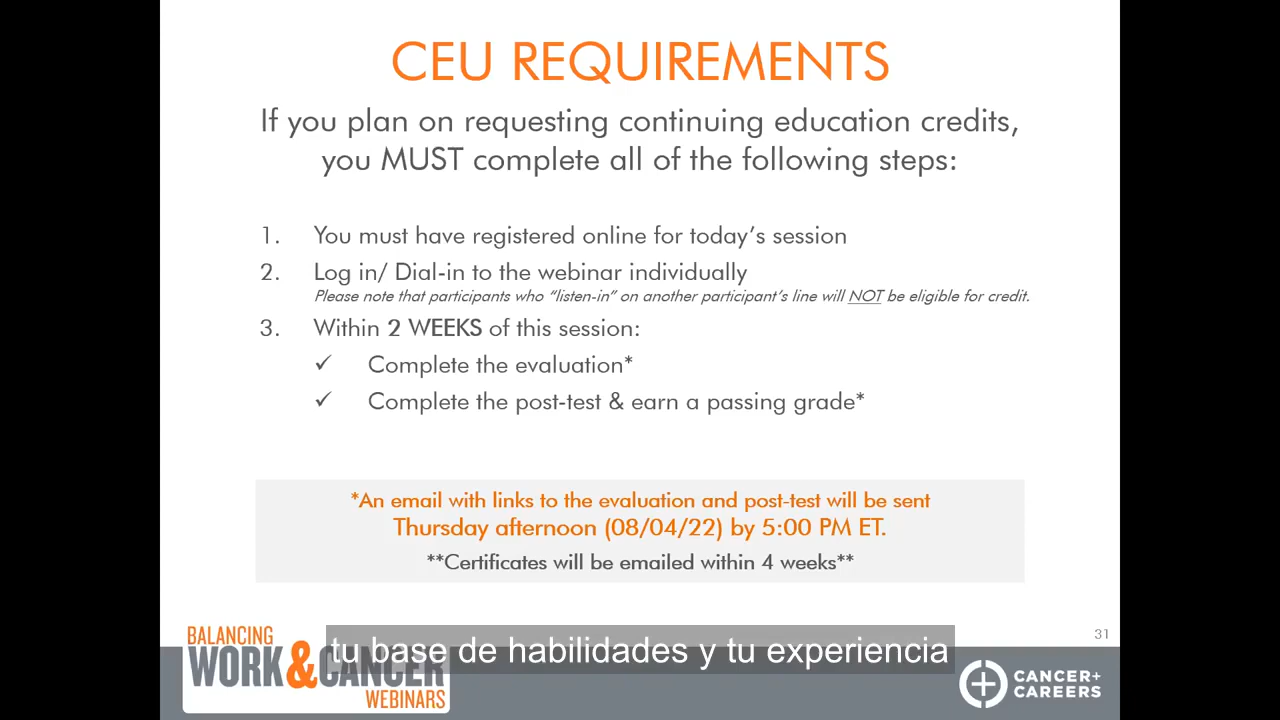 CEU REQUIREMENTS
If you plan on requesting continuing education credits,
you MUST complete all of the following steps:
1. You must have registered online for today's session
2. Log in/ Dial-in to the webinar individually
Please note that participants who "listen-in" on another participant's line will NOT be eligible for credit.
3. Within 2 WEEKS of this session:
✓ Complete the evaluation*
✓ Complete the post-test & earn a passing grade*
*An email with links to the evaluation and post-test will be sent
Thursday afternoon (08/04/22) by 5:00 PM ET.
**Certificates will be emailed within 4 weeks**
31
BALANCING
WORK&CANCER
WEBINARS
tu base de habilidades y tu experiencia
CANCER+
CAREERS